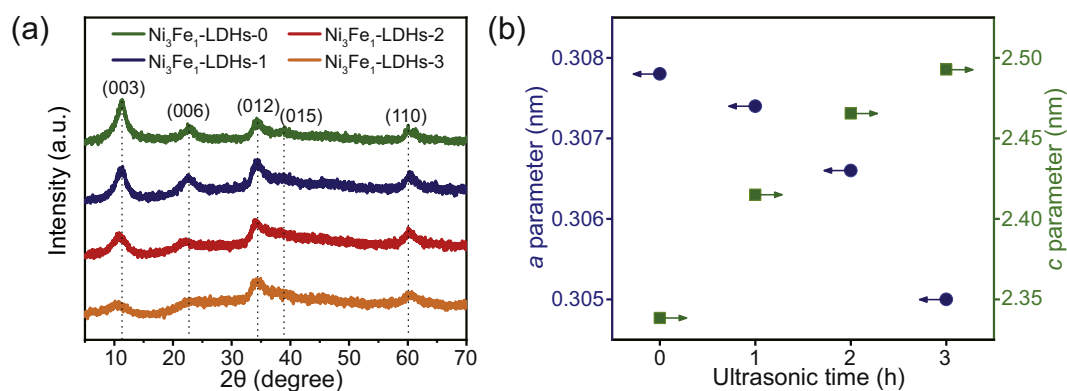 (a)
Ni₃Fe₁-LDHs-0
Ni₃Fe₁-LDHs-2
Ni₃Fe₁-LDHs-1
Ni₃Fe₁-LDHs-3
(003)
(006)
(012)
(015)
(110)
Intensity (a.u.)
10
20
30
40
50
60
70
2θ (degree)
(b)
0.308
0.307
0.306
0.305
a parameter (nm)
2.50
2.45
2.40
2.35
c parameter (nm)
0
1
2
3
Ultrasonic time (h)